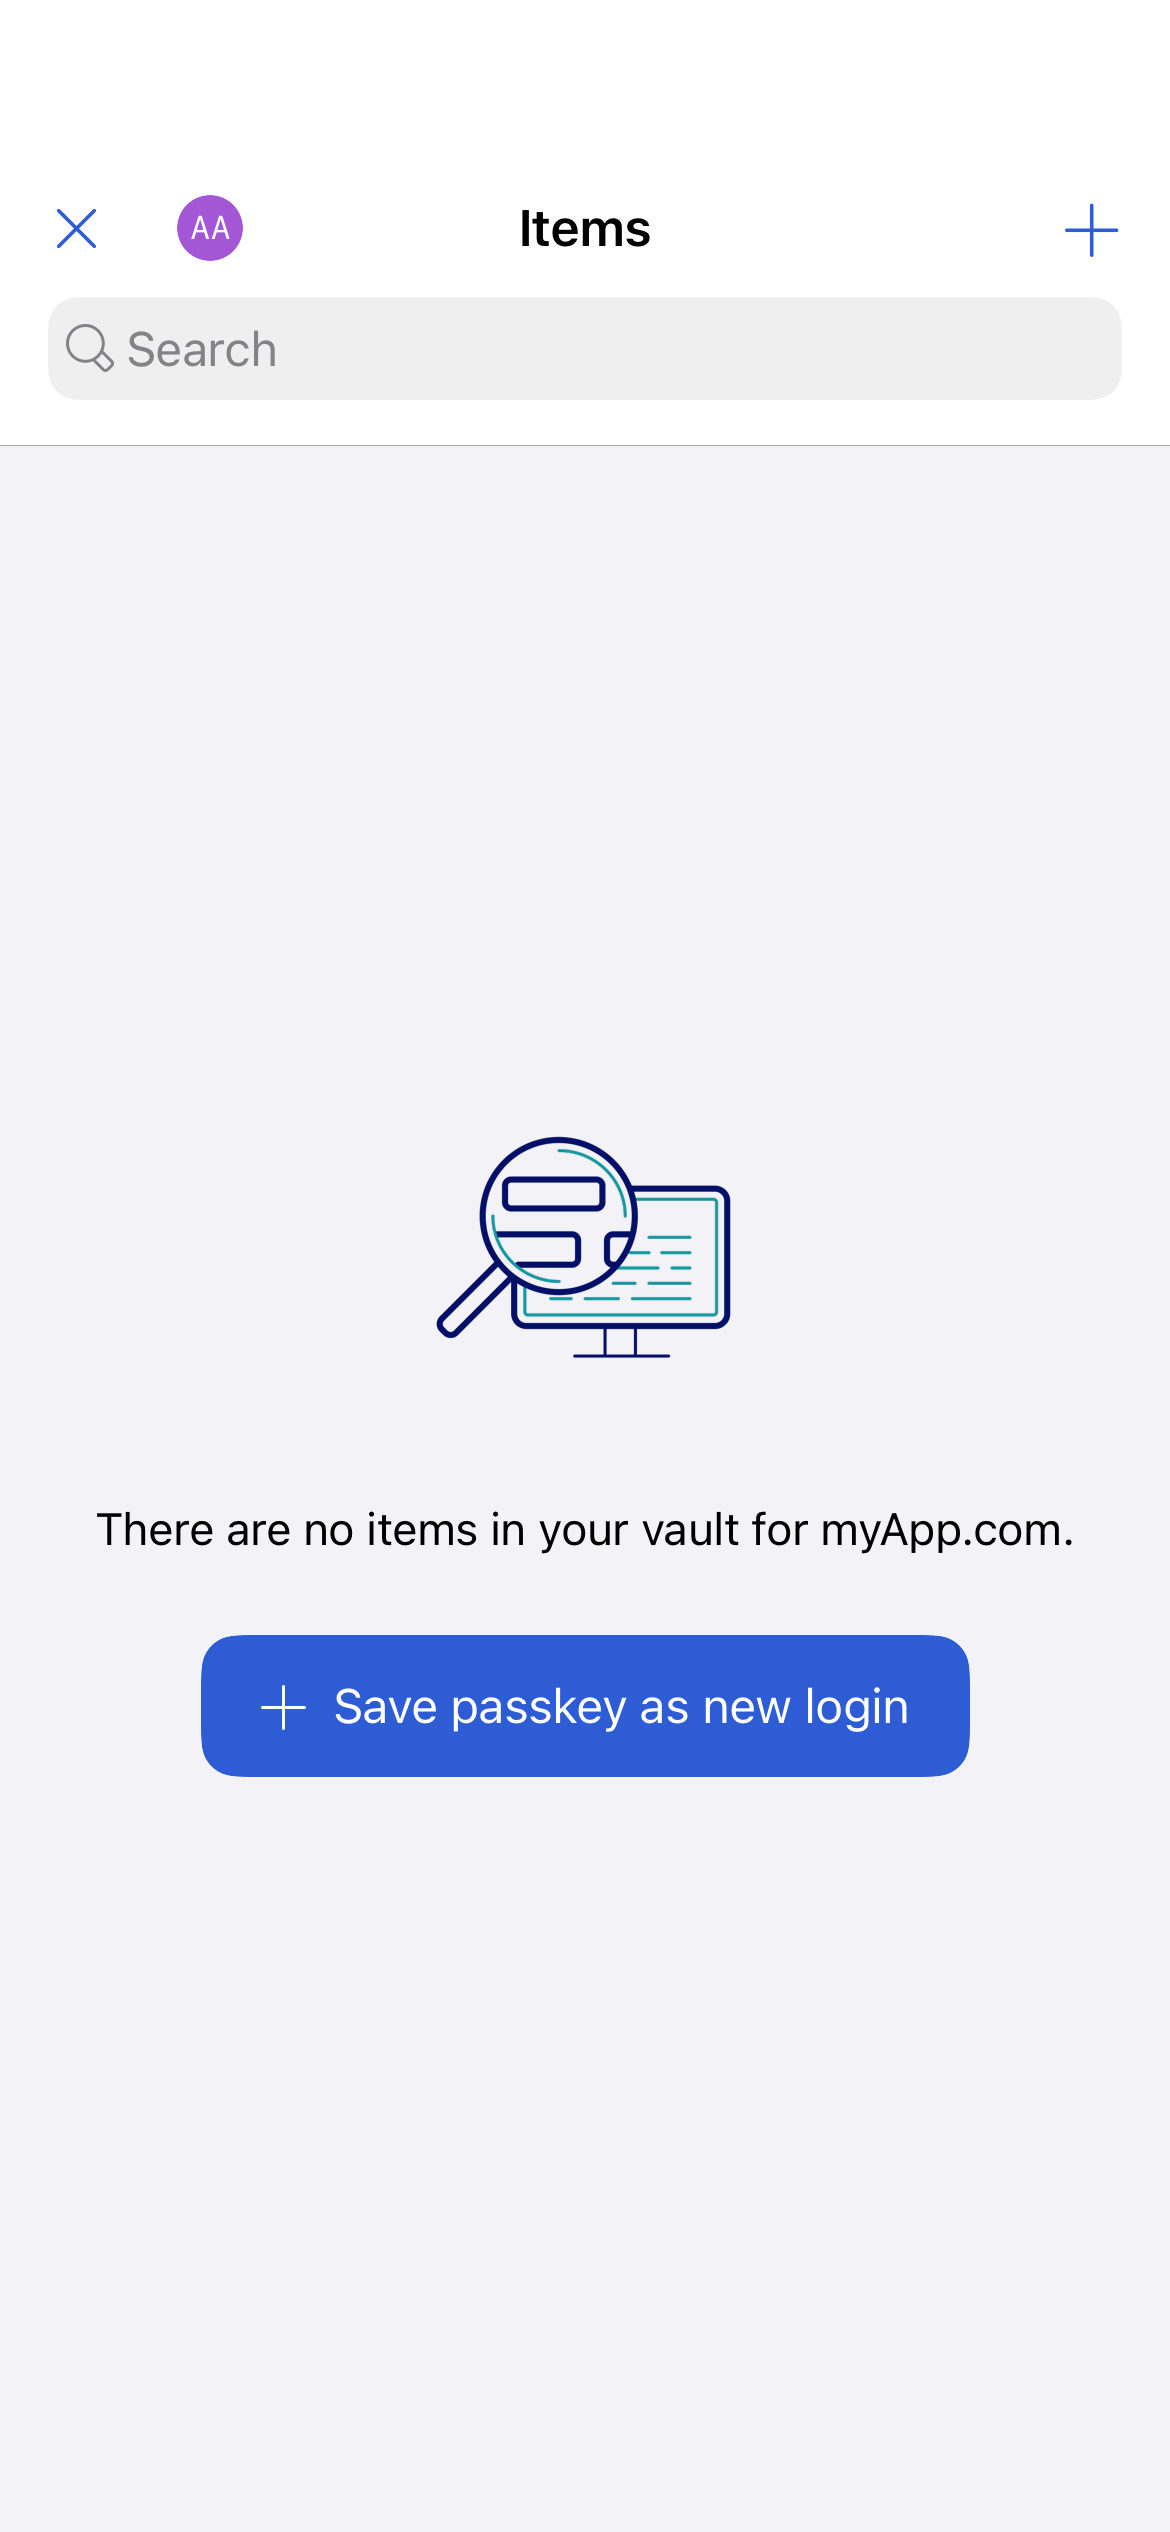 AA
Items
Search
There are no items in your vault for myApp.com.
Save passkey as new login